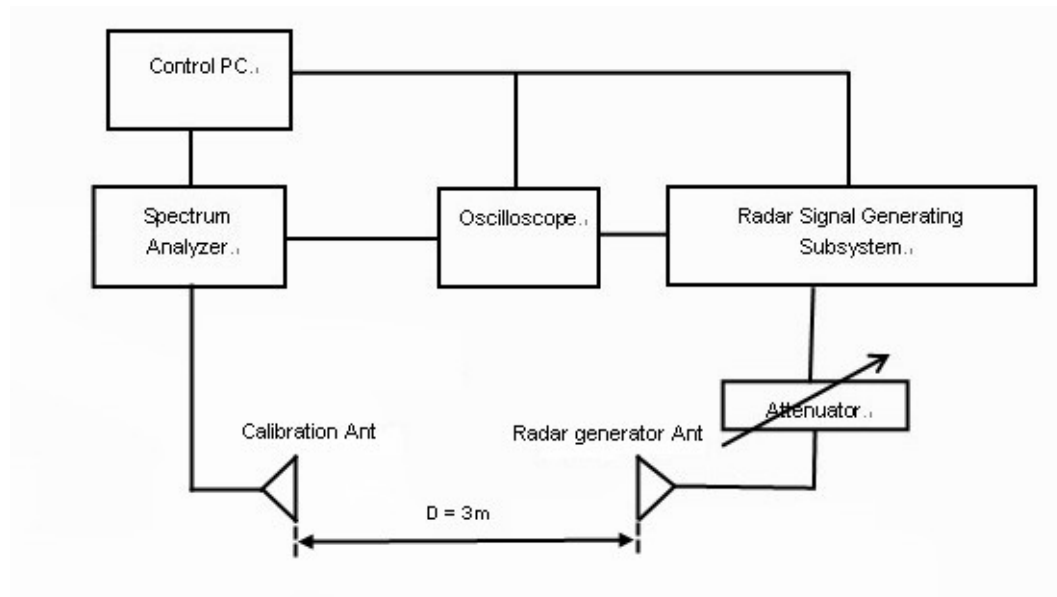 Control PC
Spectrum
Analyzer
Oscilloscope
Radar Signal Generating
Subsystem
Attenuator
Calibration Ant
Radar generator Ant
D = 3m